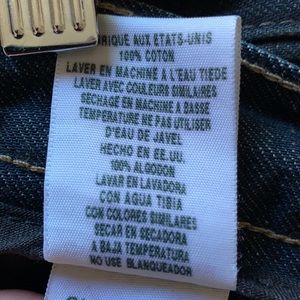 RIQUE AUX ETATS-UNIS
100% COTON
LAVER EN MACHINE A L'EAU TIEDE
LAVER AVEC COULEURS SIMILAIRES
SECHAGE EN MACHINE A BASSE
TEMPERATURE NE PAS UTILISER
D'EAU DE JAVEL
HECHO EN EE.UU.
100% ALGODON
LAVAR EN LAVADORA
CON AGUA TIBIA
CON COLORES SIMILARES
SECAR EN SECADORA
A BAJA TEMPERATURA
NO USE BLANQUEADOR